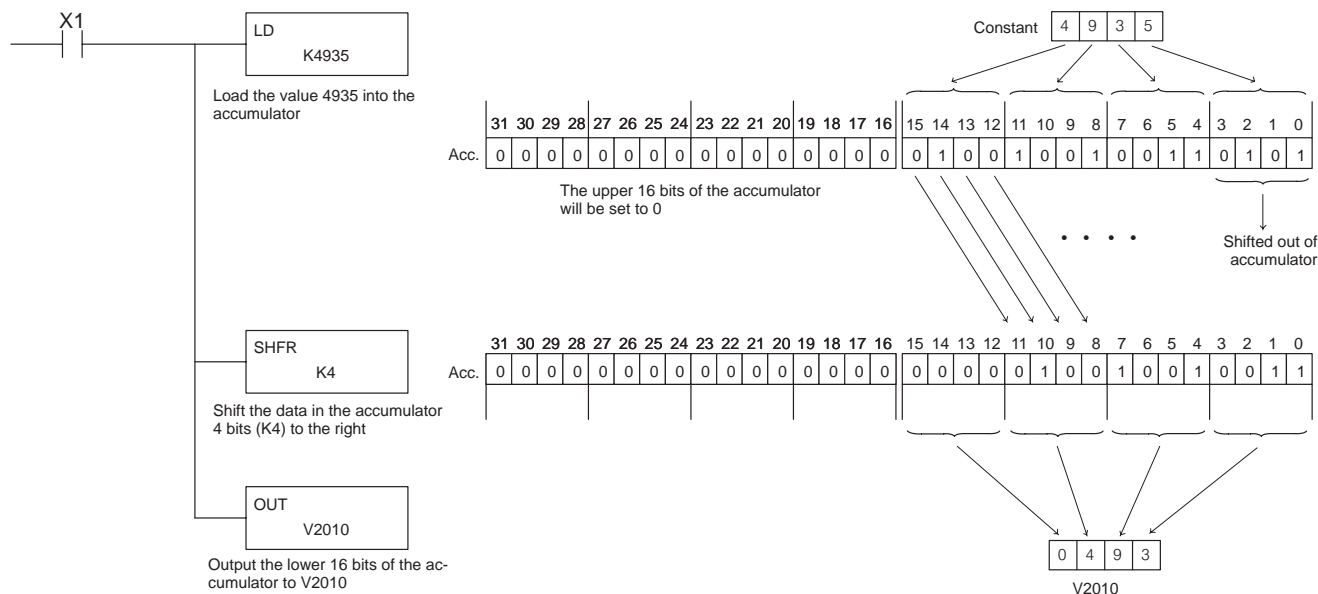 X1
LD
K4935
Load the value 4935 into the
accumulator
Constant 4 9 3 5
31 30 29 28 27 26 25 24 23 22 21 20 19 18 17 16 15 14 13 12 11 10 9 8 7 6 5 4 3 2 1 0
Acc. 0 0 0 0 0 0 0 0 0 0 0 0 0 0 0 0 0 1 0 0 1 0 0 1 0 0 1 1 0 1 0 1
The upper 16 bits of the accumulator
will be set to 0
Shifted out of
accumulator
SHFR
K4
Shift the data in the accumulator
4 bits (K4) to the right
31 30 29 28 27 26 25 24 23 22 21 20 19 18 17 16 15 14 13 12 11 10 9 8 7 6 5 4 3 2 1 0
Acc. 0 0 0 0 0 0 0 0 0 0 0 0 0 0 0 0 0 0 0 0 0 1 0 0 1 0 0 1 0 0 1 1
OUT
V2010
Output the lower 16 bits of the ac-
cumulator to V2010
0 4 9 3
V2010